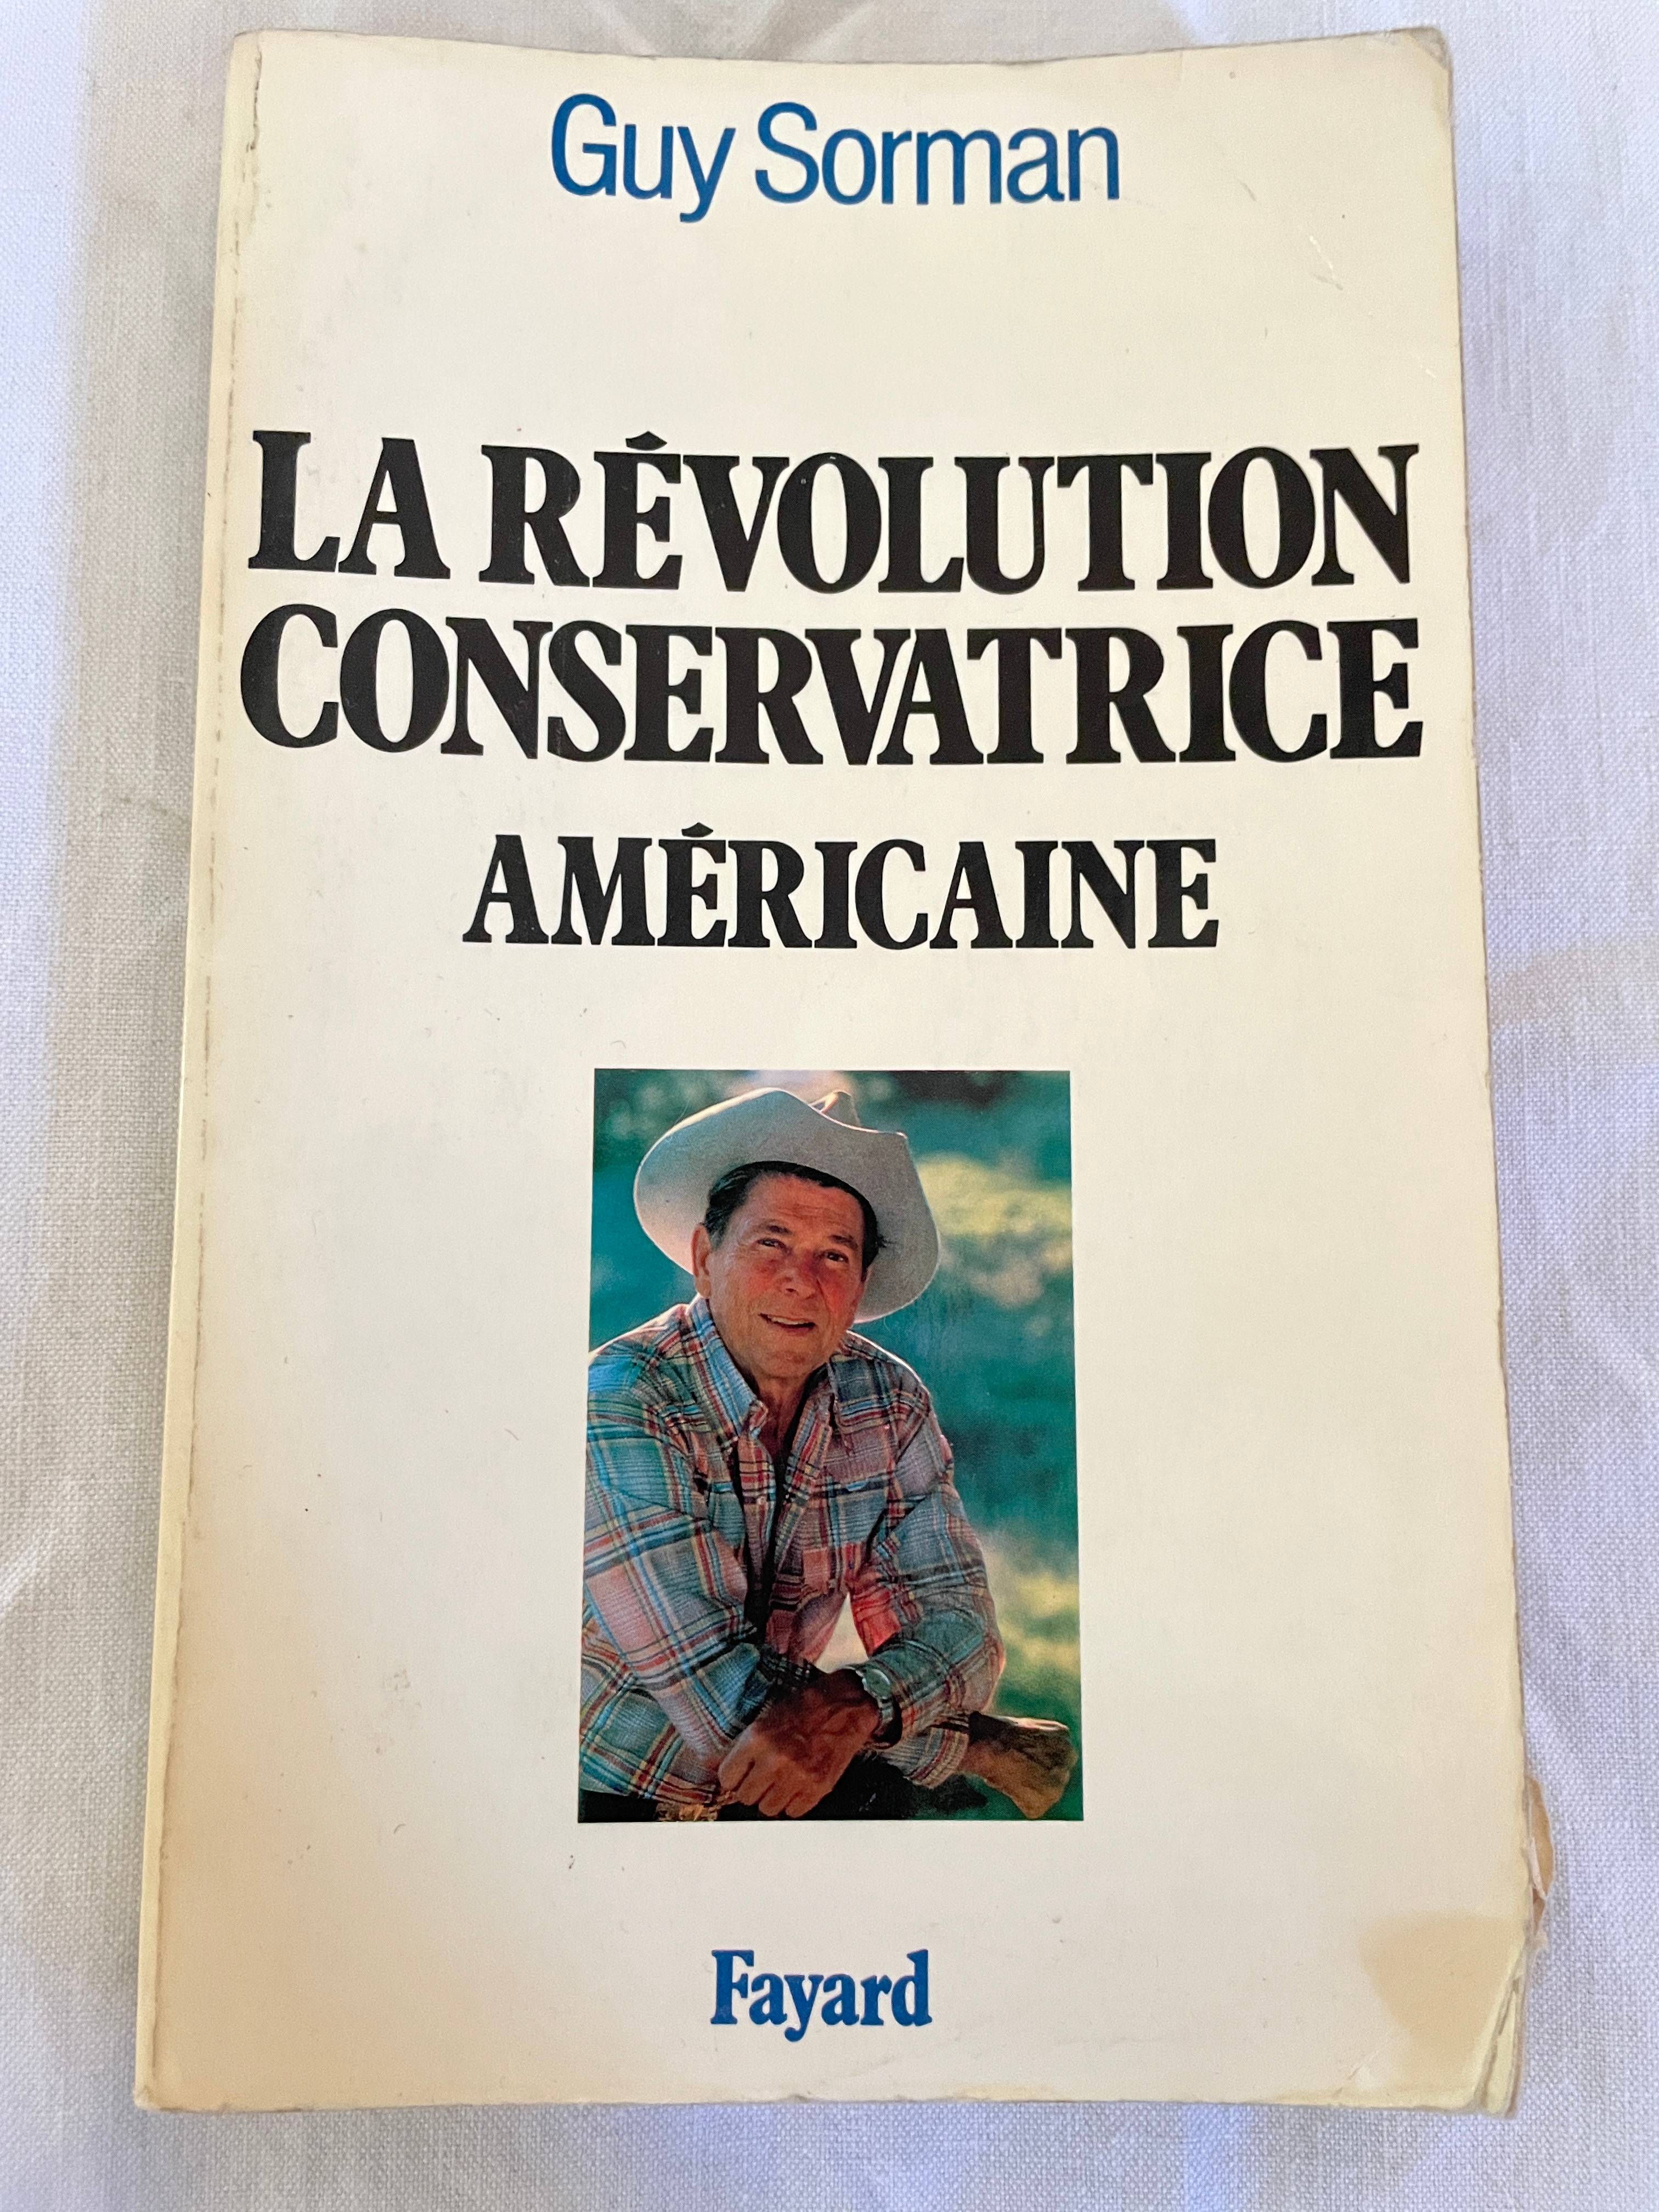 Guy Sorman
LA RÉVOLUTION
CONSERVATRICE
AMÉRICAINE
Fayard